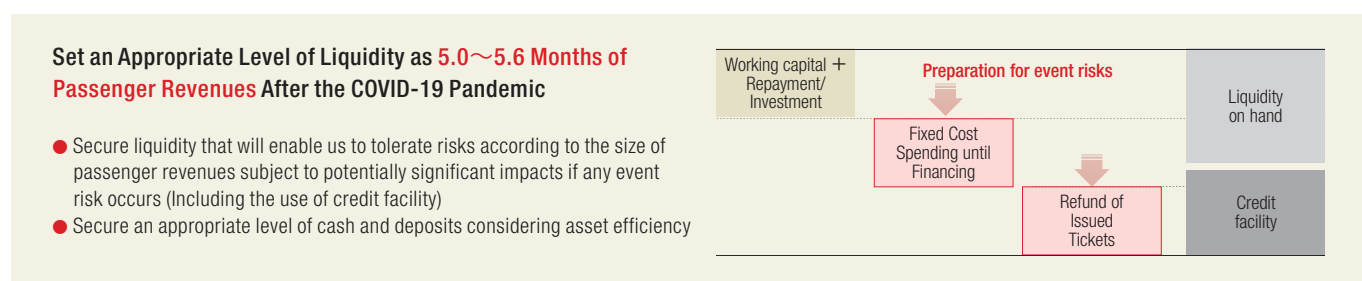 Set an Appropriate Level of Liquidity as 5.0～5.6 Months of
Passenger Revenues After the COVID-19 Pandemic
● Secure liquidity that will enable us to tolerate risks according to the size of
passenger revenues subject to potentially significant impacts if any event
risk occurs (Including the use of credit facility)
● Secure an appropriate level of cash and deposits considering asset efficiency
Working capital +
Repayment/
Investment
Preparation for event risks
Fixed Cost
Spending until
Financing
Refund of
Issued
Tickets
Liquidity
on hand
Credit
facility